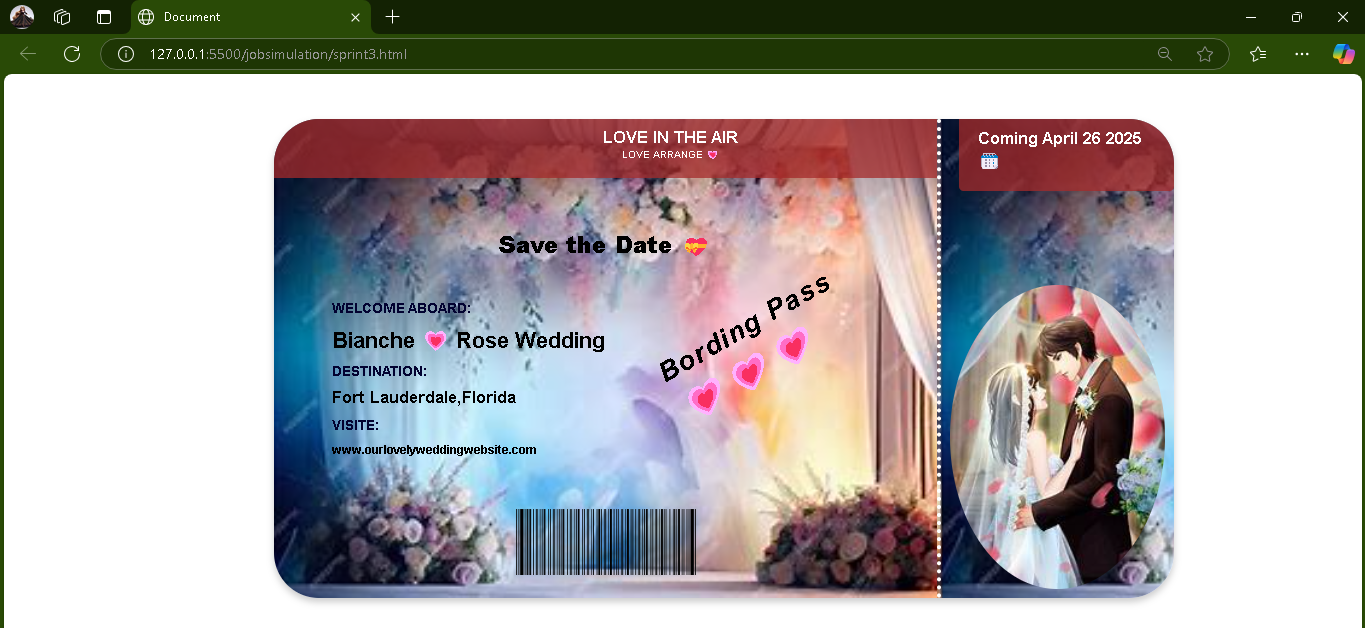 Document
127.0.0.1:5500/jobsimulation/sprint3.html
LOVE IN THE AIR
LOVE ARRANGE 💘
Coming April 26 2025
🗓️
Save the Date 💝
Bording Pass
💗💗💗
WELCOME ABOARD:
Bianche 💗 Rose Wedding
DESTINATION:
Fort Lauderdale,Florida
VISITE:
www.ourlovelyweddingwebsite.com